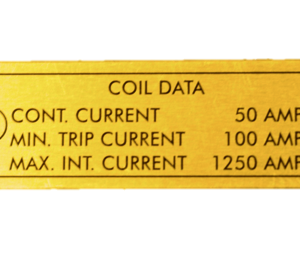 COIL DATA
CONT. CURRENT 50 AMP
MIN. TRIP CURRENT 100 AMP
MAX. INT. CURRENT 1250 AMP